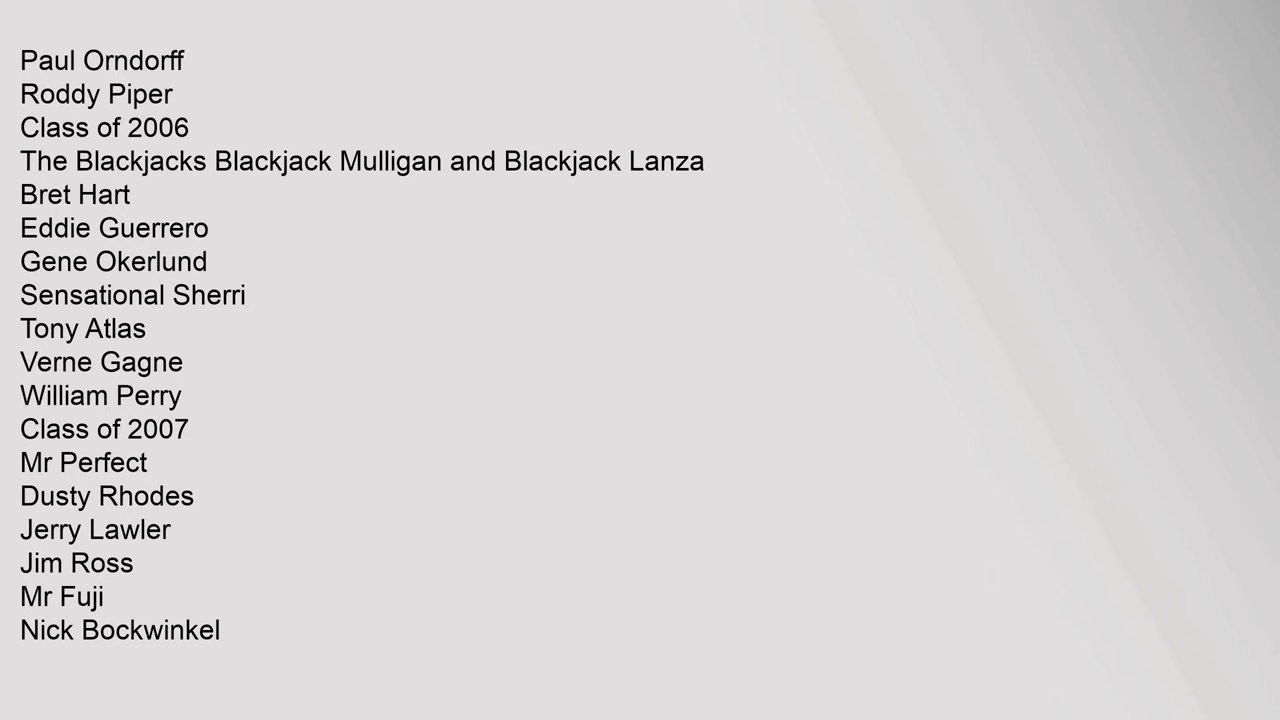 Paul Orndorff
Roddy Piper
Class of 2006
The Blackjacks Blackjack Mulligan and Blackjack Lanza
Bret Hart
Eddie Guerrero
Gene Okerlund
Sensational Sherri
Tony Atlas
Verne Gagne
William Perry
Class of 2007
Mr Perfect
Dusty Rhodes
Jerry Lawler
Jim Ross
Mr Fuji
Nick Bockwinkel